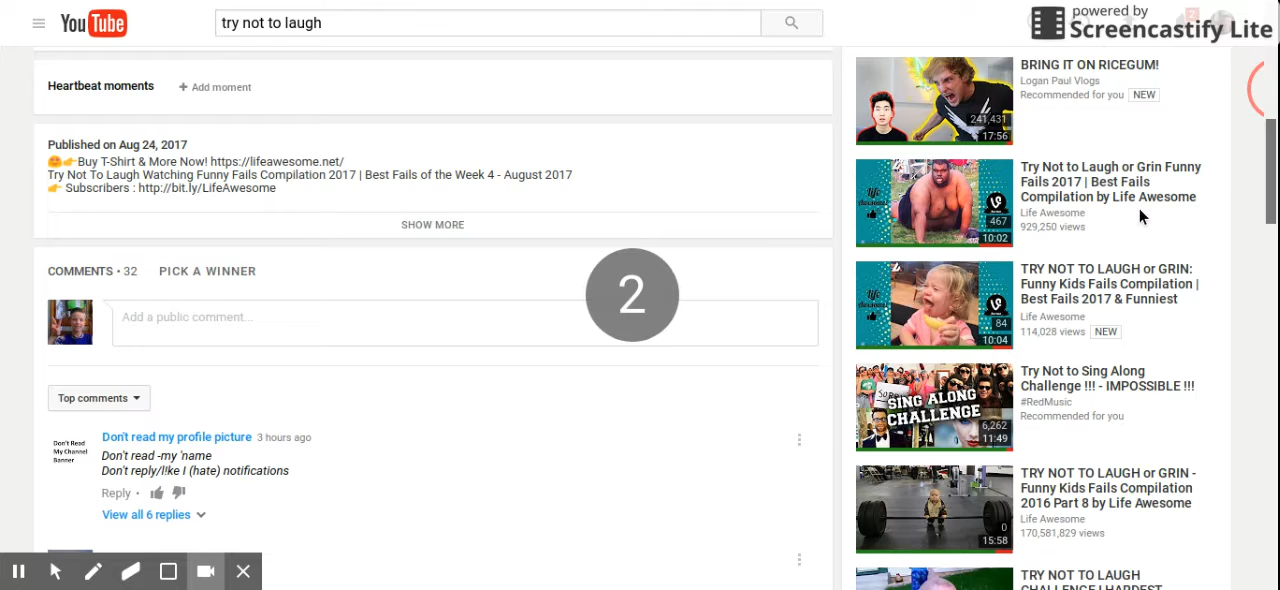 YouTube
try not to laugh
powered by
Screencastify Lite
Heartbeat moments
+ Add moment
Published on Aug 24, 2017
Buy T-Shirt & More Now! https://lifeawesome.net/
Try Not To Laugh Watching Funny Fails Compilation 2017 | Best Fails of the Week 4 - August 2017
Subscribers : http://bit.ly/LifeAwesome
SHOW MORE
COMMENTS • 32
PICK A WINNER
2
Add a public comment...
Top comments
Don't Read
My Channel
Banner
Don't read my profile picture 3 hours ago
Don't read -my 'name
Don't reply/l!ke I (hate) notifications
Reply •
View all 6 replies
241,431
17:56
BRING IT ON RICEGUM!
Logan Paul Vlogs
Recommended for you NEW
life
Awesome
467
10:02
Try Not to Laugh or Grin Funny
Fails 2017 | Best Fails
Compilation by Life Awesome
Life Awesome
929,250 views
life
Awesome
84
10:04
TRY NOT TO LAUGH or GRIN:
Funny Kids Fails Compilation |
Best Fails 2017 & Funniest
Life Awesome
114,028 views NEW
SING ALONG
CHALLENGE
6,262
11:49
Try Not to Sing Along
Challenge !!! - IMPOSSIBLE !!!
#RedMusic
Recommended for you
0
15:58
TRY NOT TO LAUGH or GRIN -
Funny Kids Fails Compilation
2016 Part 8 by Life Awesome
Life Awesome
170,581,829 views
TRY NOT TO LAUGH
CHALLENGE | HARDEST